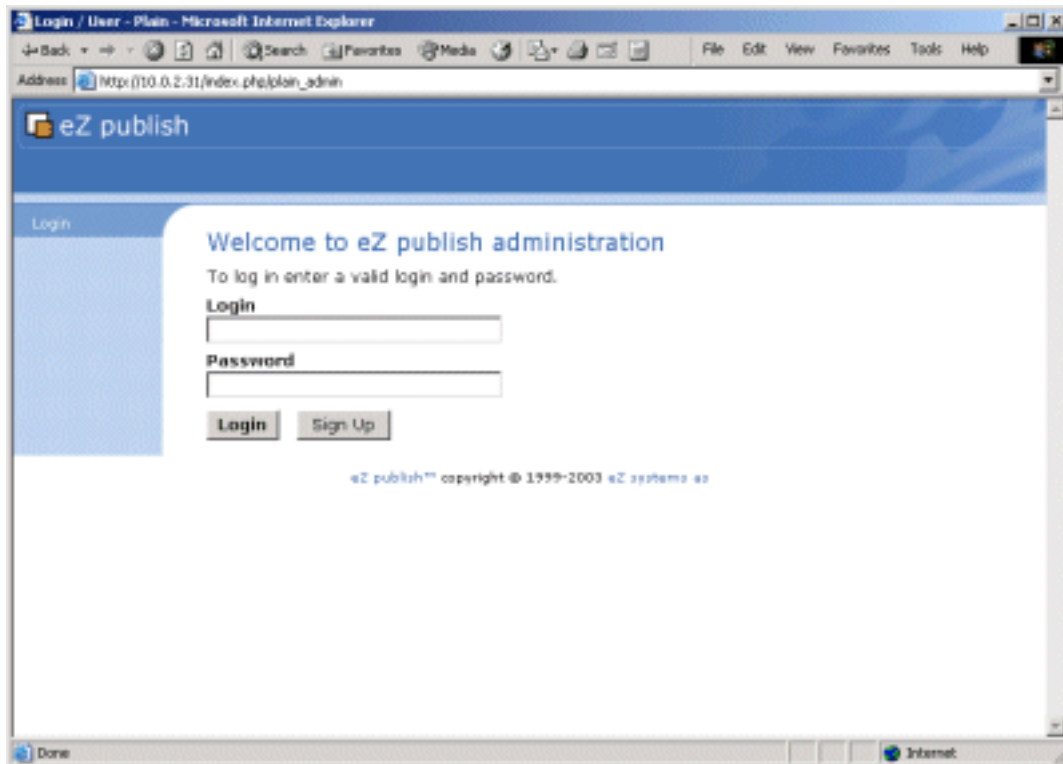 Login / User - Plain - Microsoft Internet Explorer
Back Search Favorites Media File Edit View Favorites Tools Help
Address http://10.0.2.31/index.php/plain_admin
eZ publish
Login
Welcome to eZ publish administration
To log in enter a valid login and password.
Login
Password
Login Sign Up
eZ publish™ copyright © 1999-2003 eZ systems as
Done Internet